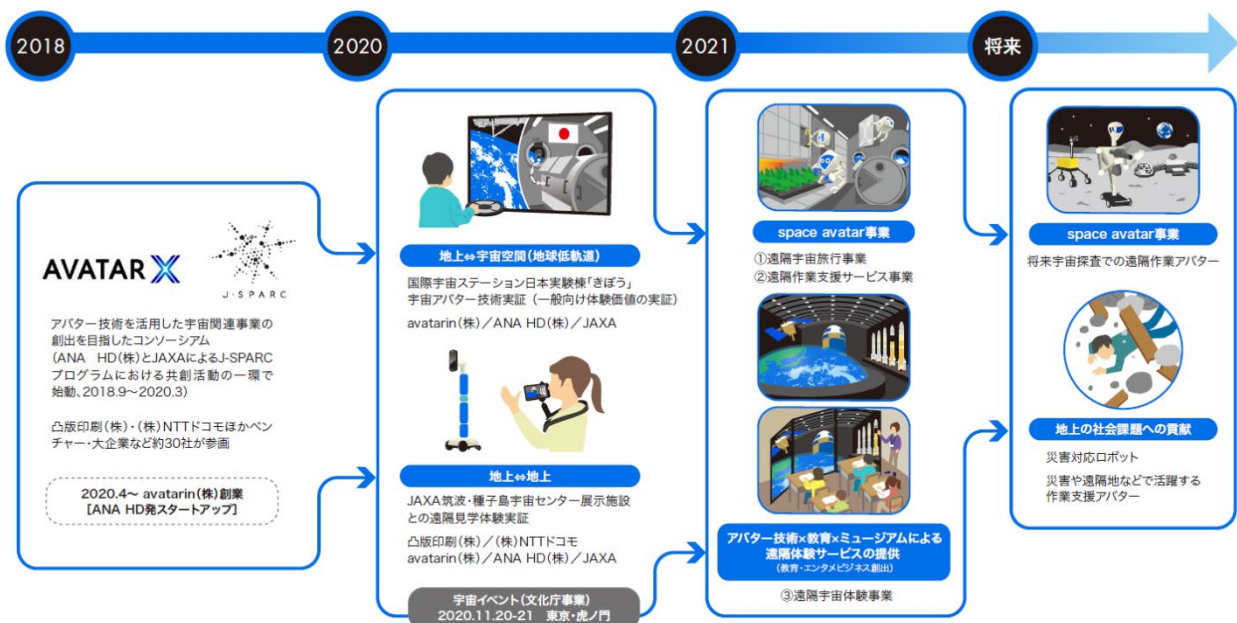 2018
2020
2021
将来
AVATAR X
J-SPARC
アバター技術を活用した宇宙関連事業の
創出を目指したコンソーシアム
(ANA HD(株)とJAXAによるJ-SPARC
プログラムにおける共創活動の一環で
始動、2018.9～2020.3)
凸版印刷(株)・(株)NTTドコモほかベン
チャー・大企業など約30社が参画
2020.4～ avatarin(株)創業
[ANA HD発スタートアップ]
地上⇔宇宙空間(地球低軌道)
国際宇宙ステーション日本実験棟「きぼう」
宇宙アバター技術実証（一般向け体験価値の実証）
avatarin(株)／ANA HD(株)／JAXA
地上⇔地上
JAXA筑波・種子島宇宙センター展示施設
との遠隔見学体験実証
凸版印刷(株)／(株)NTTドコモ
avatarin(株)／ANA HD(株)／JAXA
宇宙イベント(文化庁事業)
2020.11.20-21 東京・虎ノ門
space avatar事業
①遠隔宇宙旅行事業
②遠隔作業支援サービス事業
アバター技術×教育×ミュージアムによる
遠隔体験サービスの提供
(教育・エンタメビジネス創出)
③遠隔宇宙体験事業
space avatar事業
将来宇宙探査での遠隔作業アバター
地上の社会課題への貢献
災害対応ロボット
災害や遠隔地などで活躍する
作業支援アバター